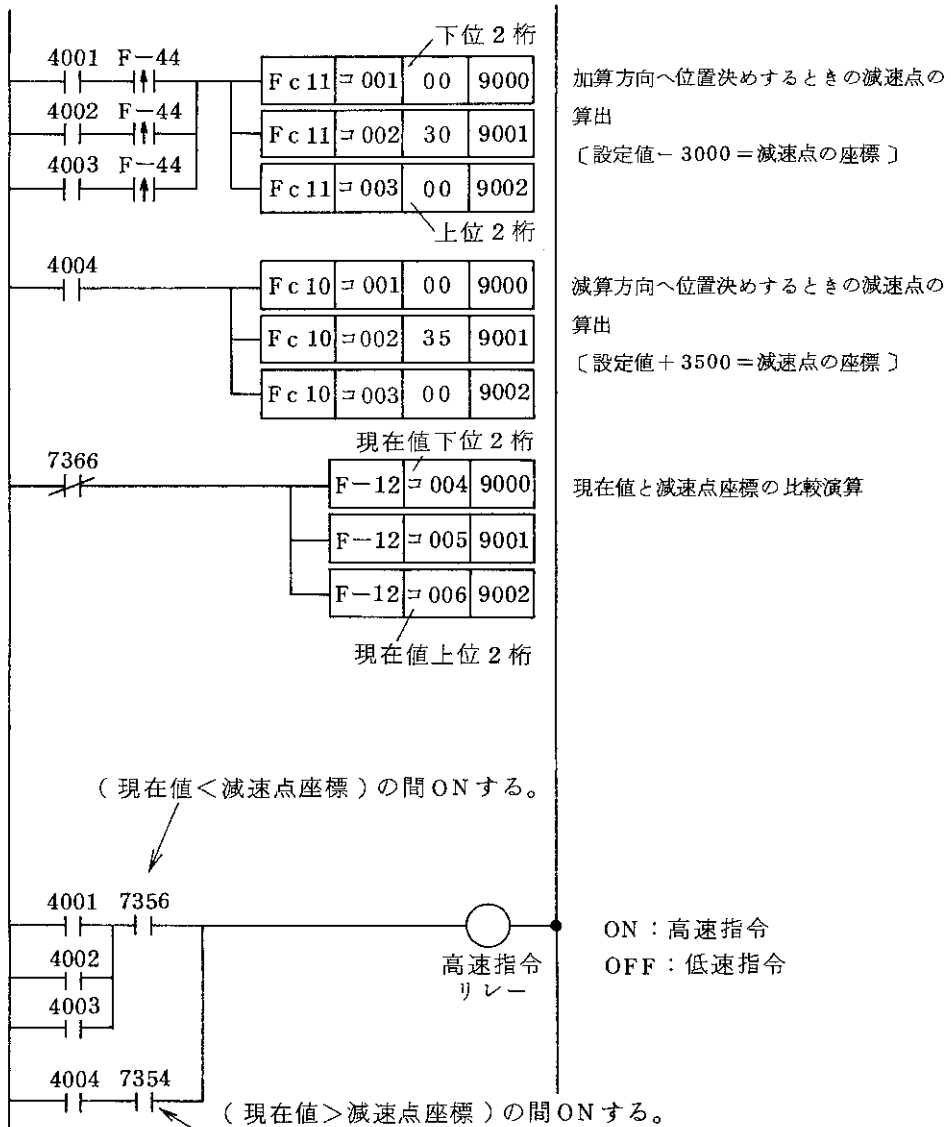 下位2桁
4001 F-44
Fc11 コ001 00 9000
加算方向へ位置決めするときの減速点の
4002 F-44
算出
Fc11 コ002 30 9001
4003 F-44
〔設定値－3000＝減速点の座標〕
Fc11 コ003 00 9002
上位2桁
4004
Fc10 コ001 00 9000
減算方向へ位置決めするときの減速点の
算出
Fc10 コ002 35 9001
〔設定値＋3500＝減速点の座標〕
Fc10 コ003 00 9002
現在値下位2桁
7366
F-12 コ004 9000
現在値と減速点座標の比較演算
F-12 コ005 9001
F-12 コ006 9002
現在値上位2桁
（現在値＜減速点座標）の間ONする。
4001 7356
ON：高速指令
4002
高速指令
OFF：低速指令
リレー
4003
4004 7354
（現在値＞減速点座標）の間ONする。